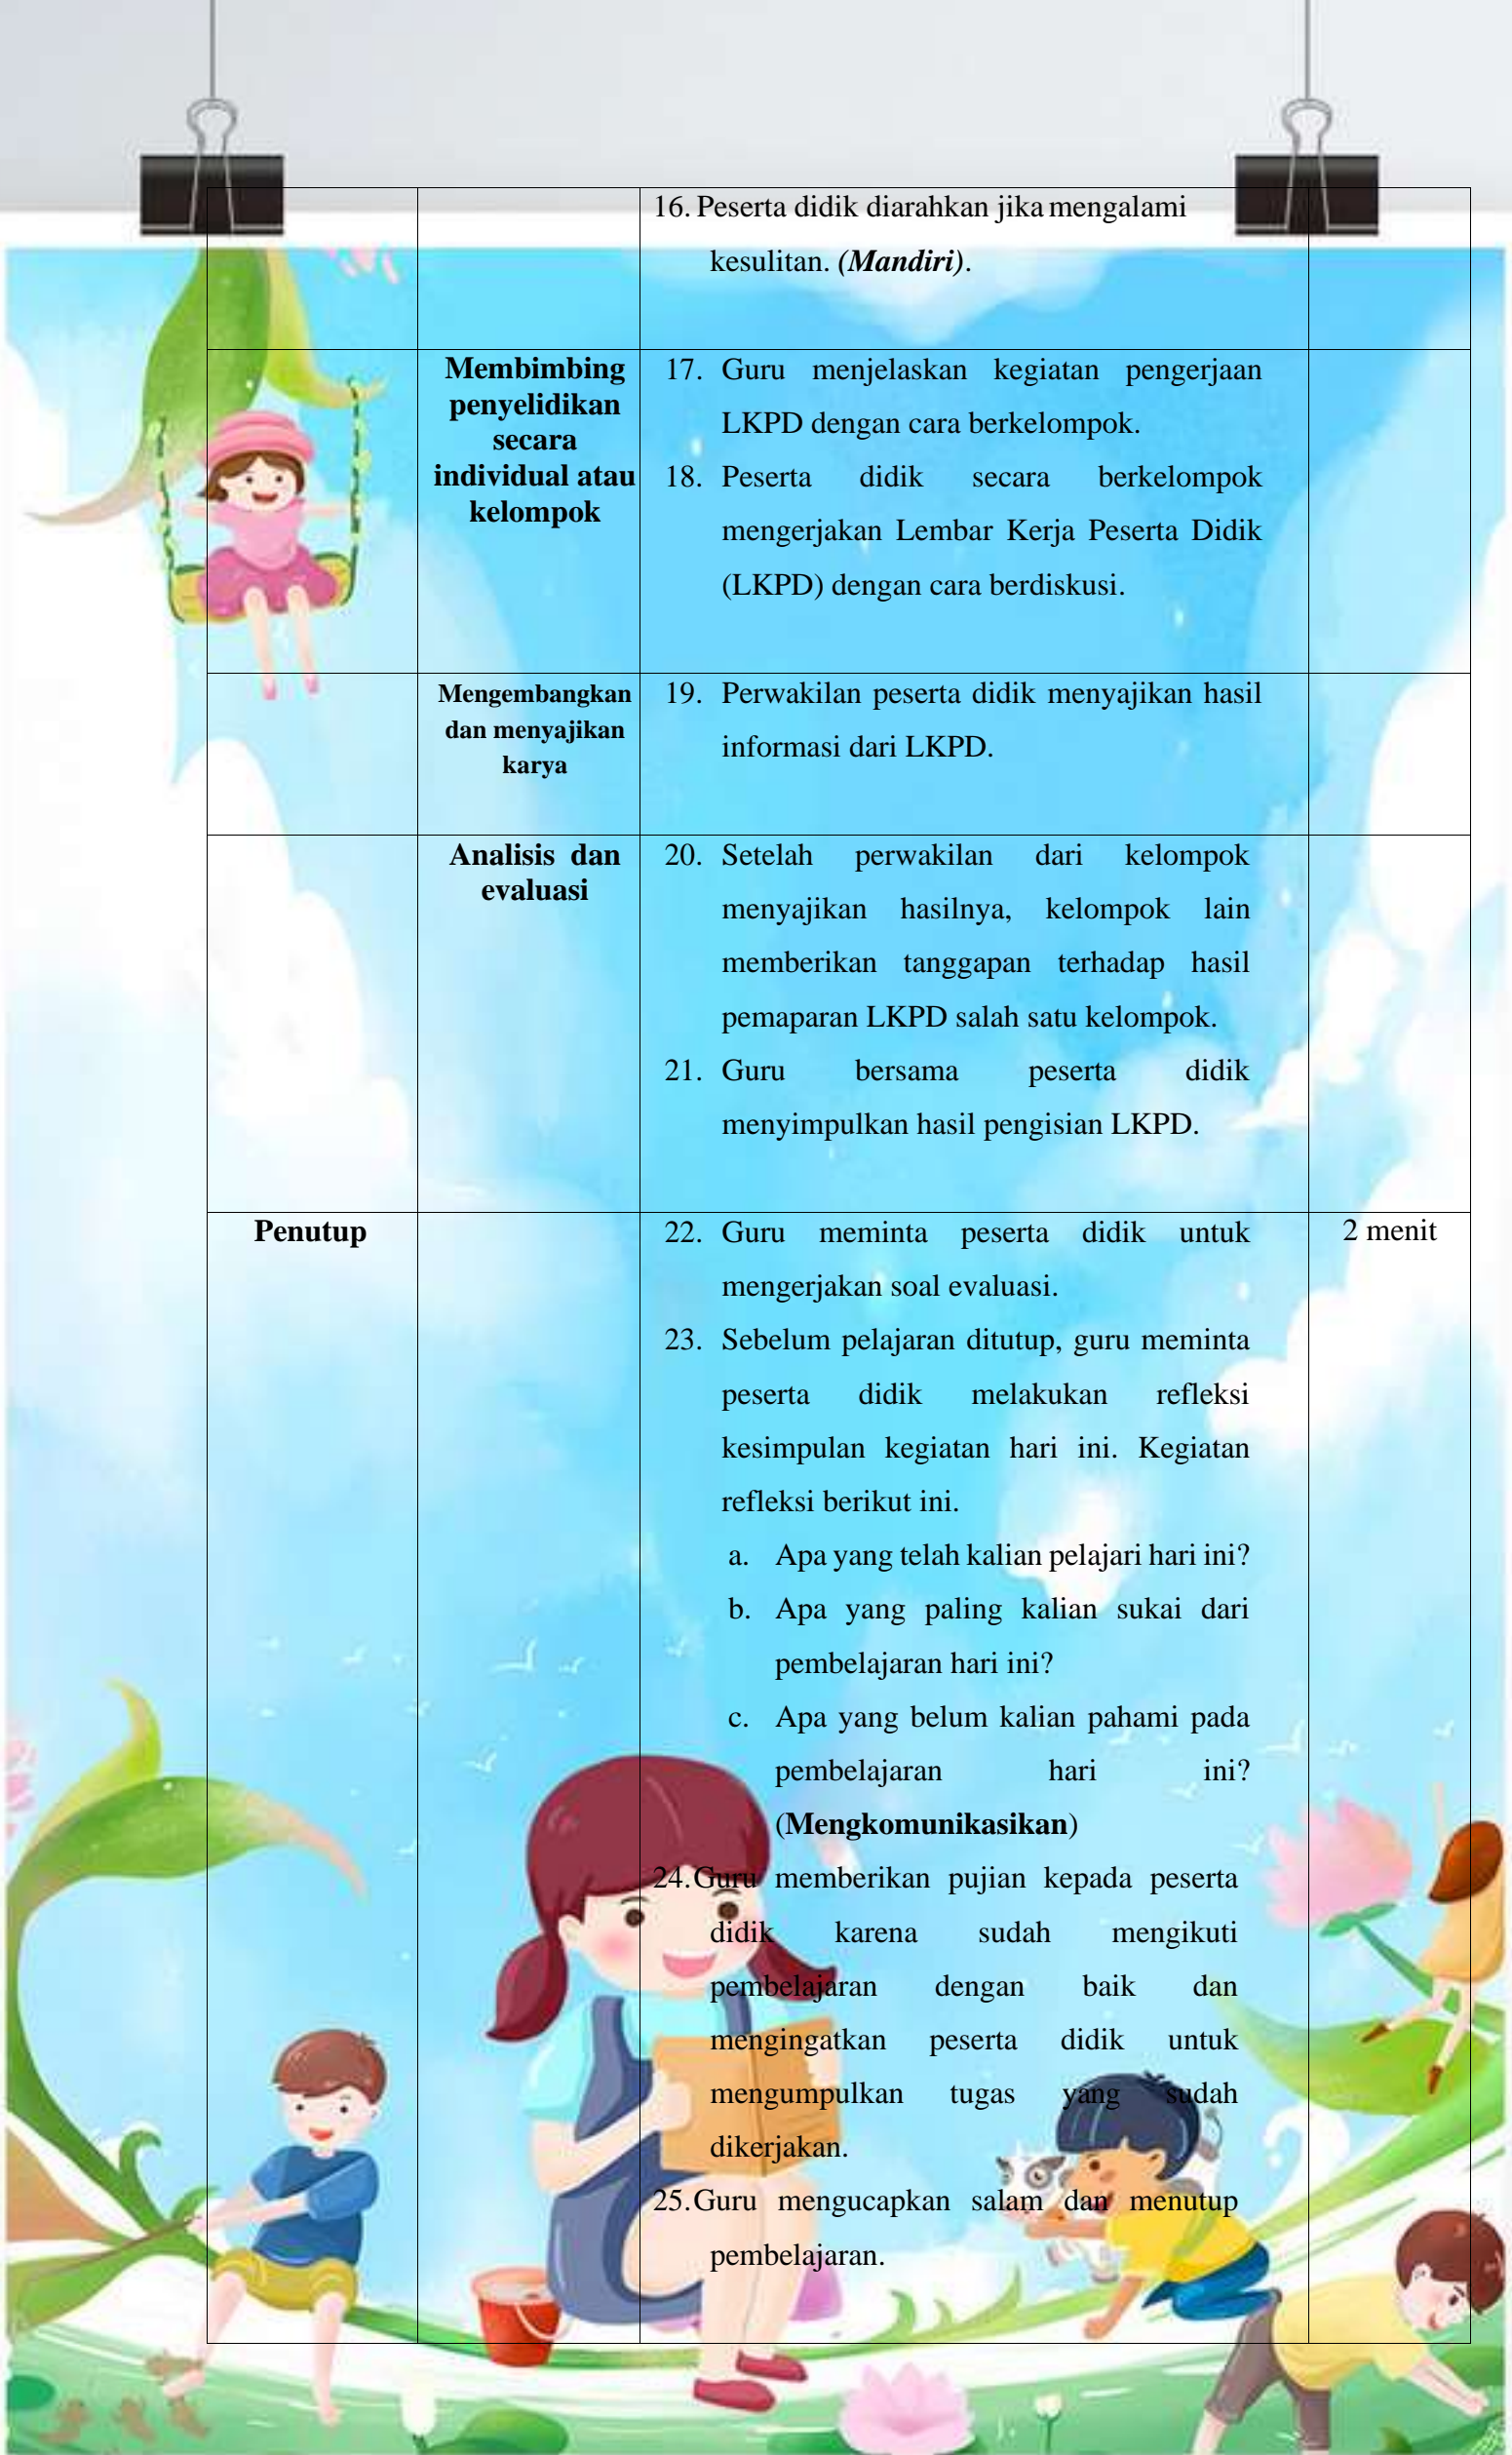 16. Peserta didik diarahkan jika mengalami
kesulitan. (Mandiri).
Membimbing
penyelidikan
secara
individual atau
kelompok
17. Guru menjelaskan kegiatan pengerjaan
LKPD dengan cara berkelompok.
18. Peserta didik secara berkelompok
mengerjakan Lembar Kerja Peserta Didik
(LKPD) dengan cara berdiskusi.
Mengembangkan
dan menyajikan
karya
19. Perwakilan peserta didik menyajikan hasil
informasi dari LKPD.
Analisis dan
evaluasi
20. Setelah perwakilan dari kelompok
menyajikan hasilnya, kelompok lain
memberikan tanggapan terhadap hasil
pemaparan LKPD salah satu kelompok.
21. Guru bersama peserta didik
menyimpulkan hasil pengisian LKPD.
Penutup
22. Guru meminta peserta didik untuk
mengerjakan soal evaluasi.
23. Sebelum pelajaran ditutup, guru meminta
peserta didik melakukan refleksi
kesimpulan kegiatan hari ini. Kegiatan
refleksi berikut ini.
a. Apa yang telah kalian pelajari hari ini?
b. Apa yang paling kalian sukai dari
pembelajaran hari ini?
c. Apa yang belum kalian pahami pada
pembelajaran hari ini?
(Mengkomunikasikan)
24. Guru memberikan pujian kepada peserta
didik karena sudah mengikuti
pembelajaran dengan baik dan
mengingatkan peserta didik untuk
mengumpulkan tugas yang sudah
dikerjakan.
25. Guru mengucapkan salam dan menutup
pembelajaran.
2 menit